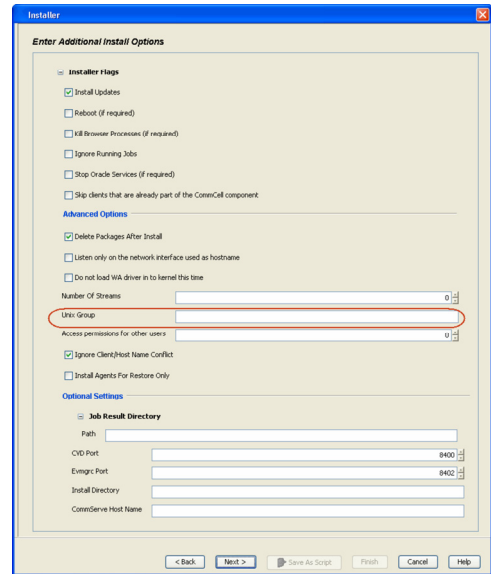 Installer
Enter Additional Install Options
Installer Flags
Install Updates
Reboot (if required)
Kill Browser Processes (if required)
Ignore Running Jobs
Stop Oracle Services (if required)
Skip clients that are already part of the CommCell component
Advanced Options
Delete Packages After Install
Listen only on the network interface used as hostname
Do not load WA driver in to kernel this time
Number Of Streams 0
Unix Group
Access permissions for other users 0
Ignore Client/Host Name Conflict
Install Agents For Restore Only
Optional Settings
Job Result Directory
Path
CVD Port 8400
Evmgrc Port 8402
Install Directory
CommServe Host Name
< Back Next > Save As Script Finish Cancel Help